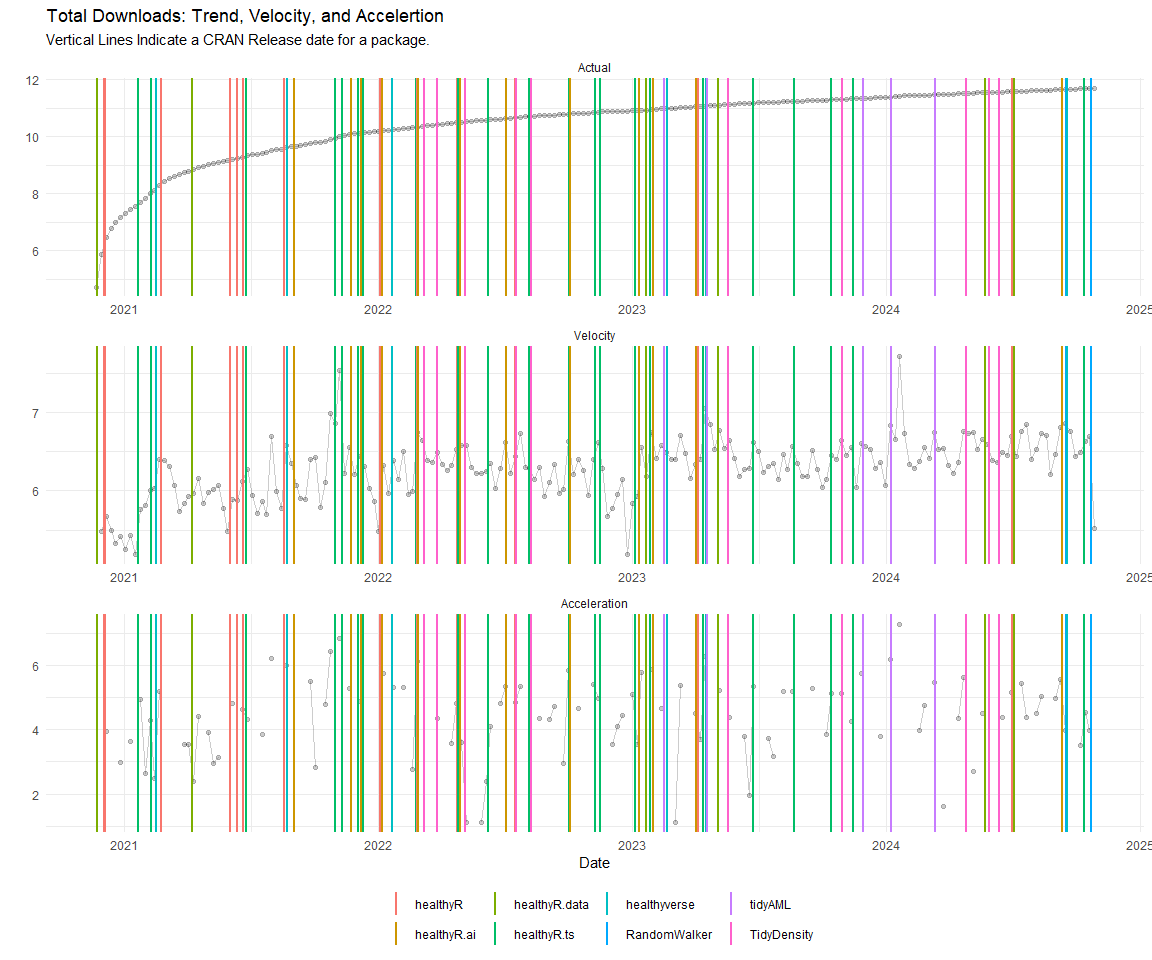 Total Downloads: Trend, Velocity, and Accelertion
Vertical Lines Indicate a CRAN Release date for a package.
Actual
12
10
8
6
2021 2022 2023 2024 2025
Velocity
7
6
2021 2022 2023 2024 2025
Acceleration
6
4
2
2021 2022 2023 2024 2025
Date
healthyR healthyR.data healthyverse tidyAML
healthyR.ai healthyR.ts RandomWalker TidyDensity